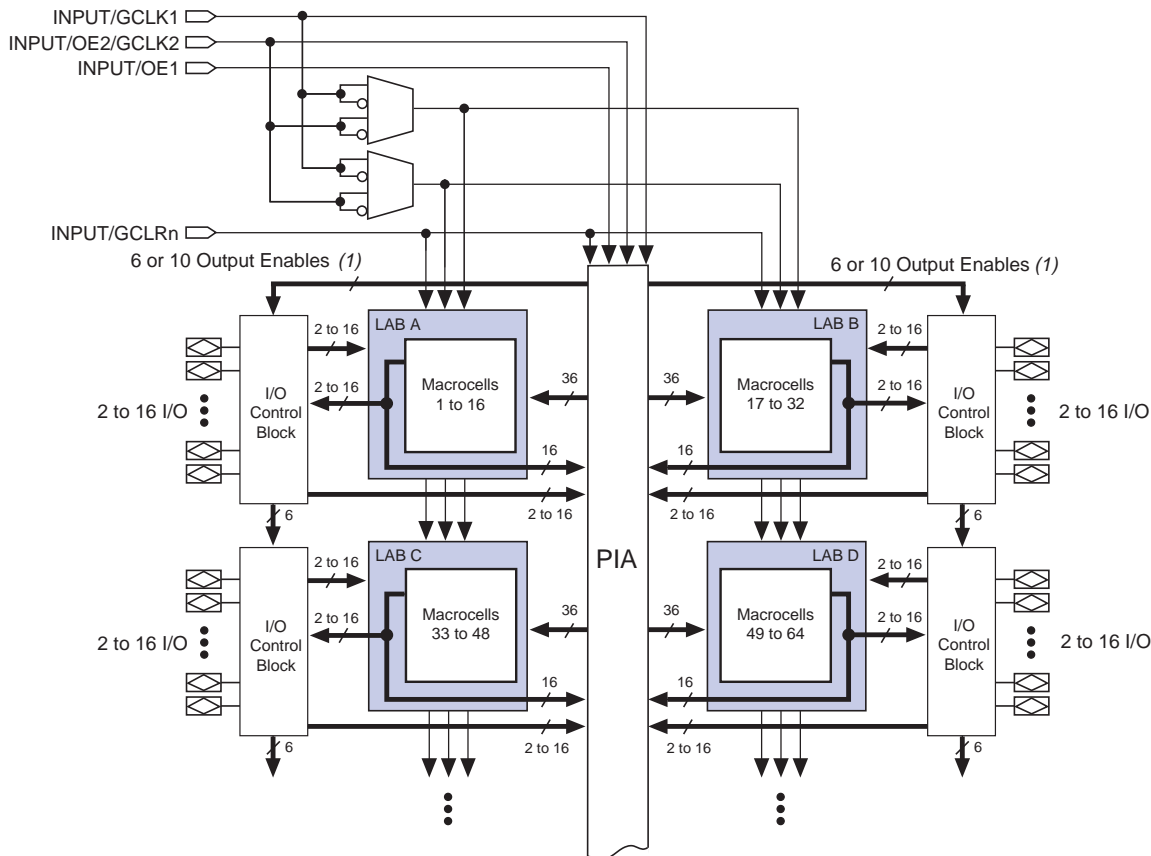 INPUT/GCLK1
INPUT/OE2/GCLK2
INPUT/OE1
INPUT/GCLRn
6 or 10 Output Enables (1)
6 or 10 Output Enables (1)
LAB A
LAB B
2 to 16
2 to 16
2 to 16 I/O
I/O
Control
Block
2 to 16
Macrocells
1 to 16
36
36
Macrocells
17 to 32
2 to 16
I/O
Control
Block
2 to 16 I/O
16
16
2 to 16
2 to 16
6
6
PIA
LAB C
LAB D
2 to 16
2 to 16
2 to 16 I/O
I/O
Control
Block
2 to 16
Macrocells
33 to 48
36
36
Macrocells
49 to 64
2 to 16
I/O
Control
Block
2 to 16 I/O
16
16
2 to 16
2 to 16
6
6